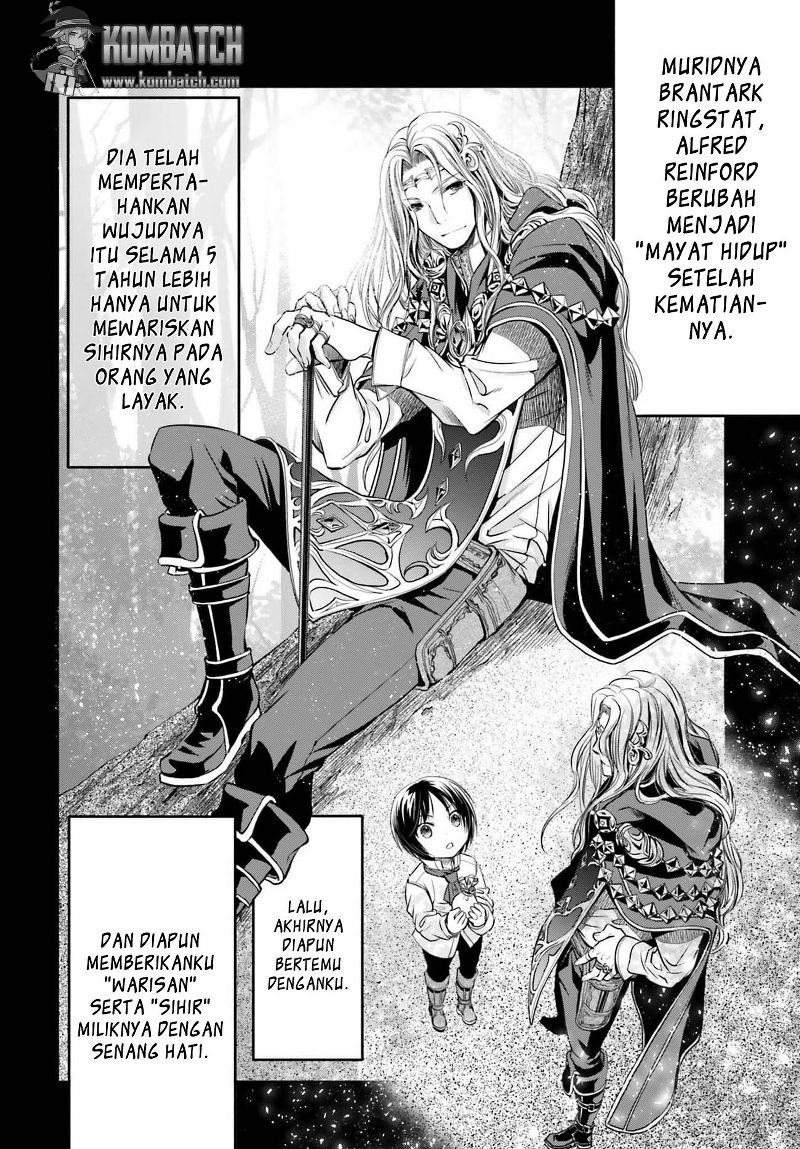 KOMBATCH
www.kombatch.com
MURIDNYA
BRANTARK
RINGSTAT,
ALFRED
REINFORD
BERUBAH
MENJADI
"MAYAT HIDUP"
SETELAH
KEMATIAN-
NYA.
DIA TELAH
MEMPERTA-
HANKAN
WUJUDNYA
ITU SELAMA 5
TAHUN LEBIH
HANYA UNTUK
MEWARISKAN
SIHIRNYA PADA
ORANG YANG
LAYAK.
LALU,
AKHIRNYA
DIAPUN
BERTEMU
DENGANKU.
DAN DIAPUN
MEMBERIKANKU
"WARISAN"
SERTA "SIHIR"
MILIKNYA DENGAN
SENANG HATI.